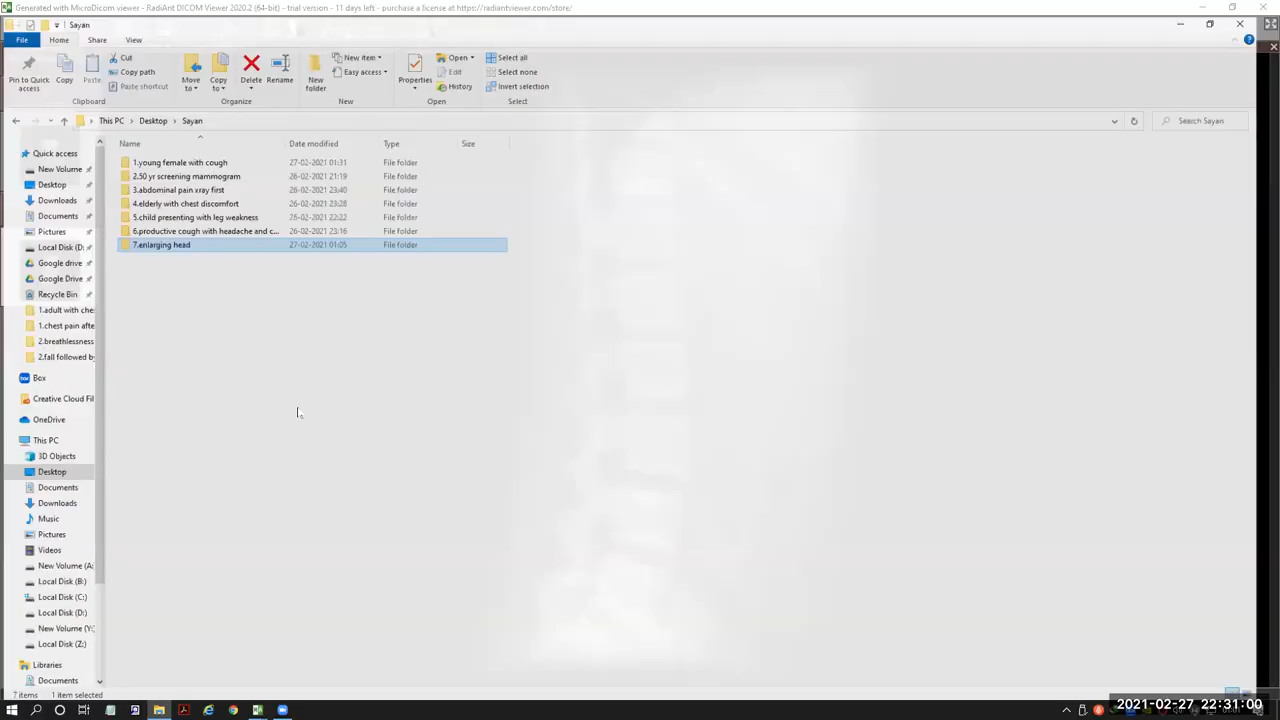 Generated with MicroDicom viewer - RadiAnt DICOM Viewer 2020.2 (64-bit) - trial version - 11 days left - purchase a license at https://radiantviewer.com/store/
Sayan
File Home Share View
Pin to Quick access
Copy
Paste
Cut
Copy path
Paste shortcut
Clipboard
Move to
Copy to
Delete
Rename
Organize
New folder
New item
Easy access
New
Properties
Open
Edit
History
Open
Select all
Select none
Invert selection
Select
This PC > Desktop > Sayan
Search Sayan
Name Date modified Type Size
1.young female with cough 27-02-2021 01:31 File folder
2.50 yr screening mammogram 26-02-2021 21:19 File folder
3.abdominal pain xray first 26-02-2021 23:40 File folder
4.elderly with chest discomfort 26-02-2021 23:28 File folder
5.child presenting with leg weakness 26-02-2021 22:22 File folder
6.productive cough with headache and c... 26-02-2021 23:16 File folder
7.enlarging head 27-02-2021 01:05 File folder
Quick access
New Volume
Desktop
Downloads
Documents
Pictures
Local Disk (D:
Google drive
Google Drive
Recycle Bin
1.adult with che
1.chest pain afte
2.breathlessness
2.fall followed by
Box
Creative Cloud Fil
OneDrive
This PC
3D Objects
Desktop
Documents
Downloads
Music
Pictures
Videos
New Volume (A:
Local Disk (B:)
Local Disk (C:)
Local Disk (D:)
New Volume (Y:
Local Disk (Z:)
Libraries
Documents
7 items 1 item selected
2021-02-27 22:31:00